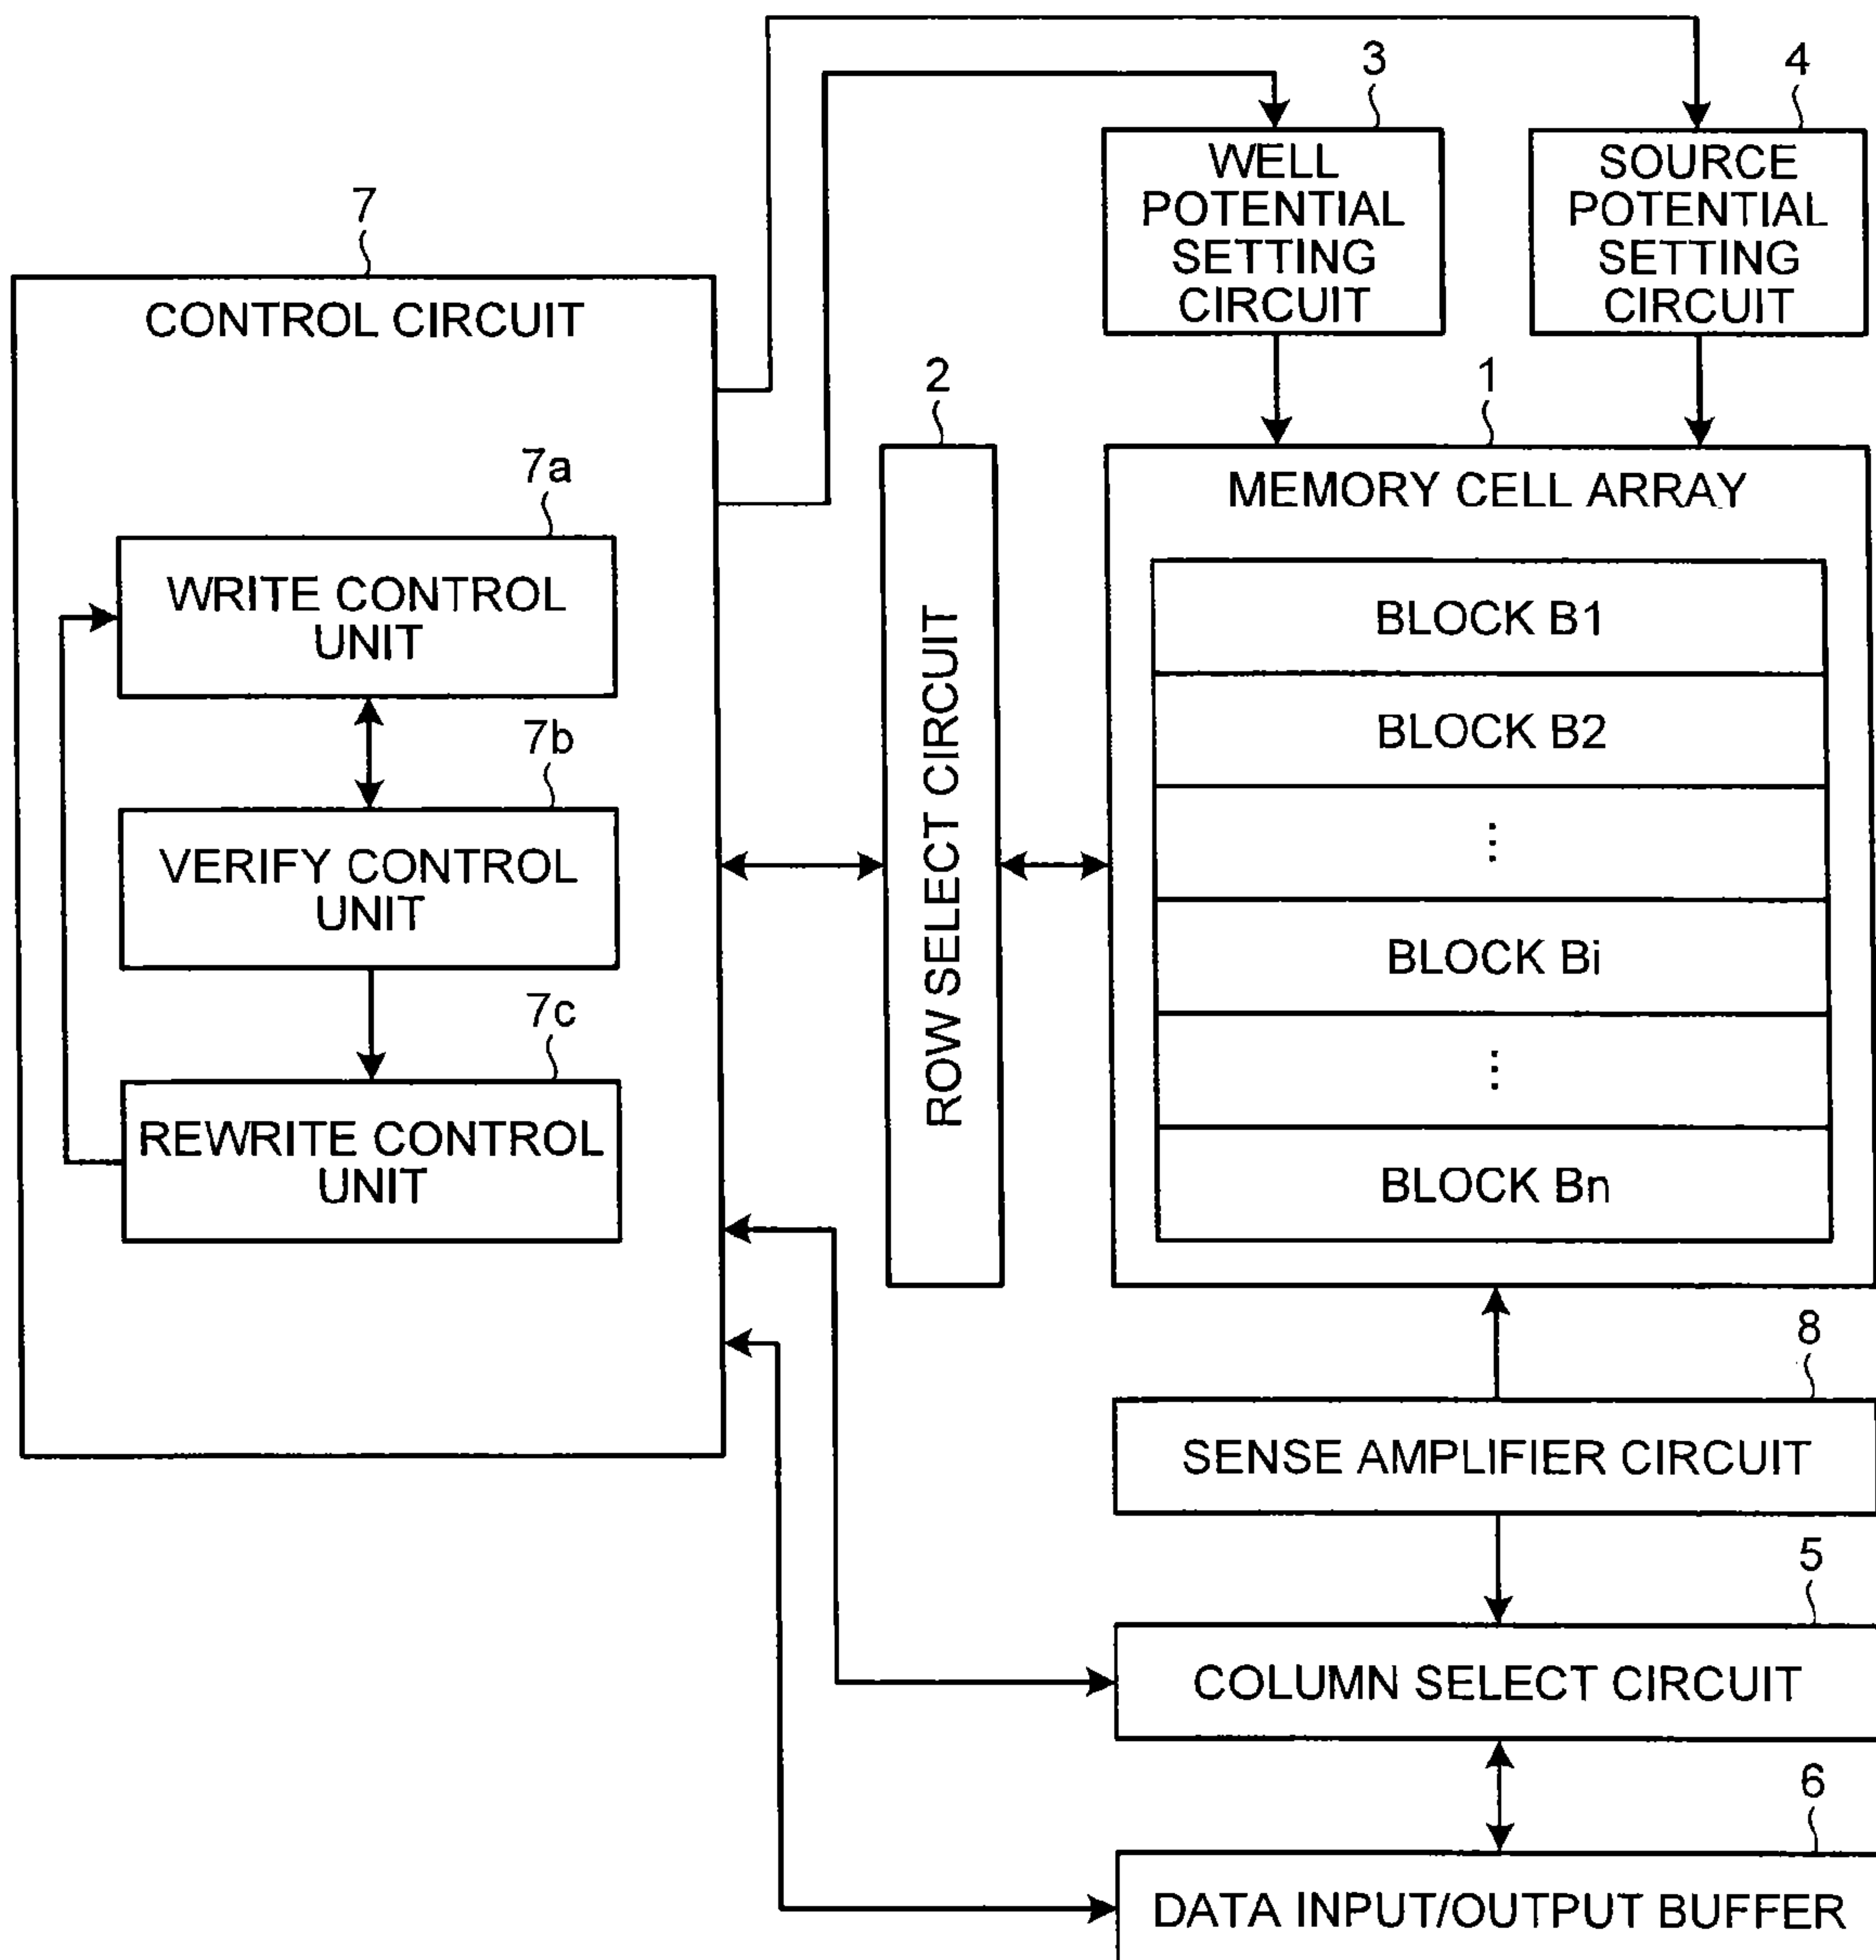 3
4
WELL
POTENTIAL
SETTING
CIRCUIT
SOURCE
POTENTIAL
SETTING
CIRCUIT
7
CONTROL CIRCUIT
2
1
7a
WRITE CONTROL
UNIT
7b
VERIFY CONTROL
UNIT
7c
REWRITE CONTROL
UNIT
ROW SELECT CIRCUIT
MEMORY CELL ARRAY
BLOCK B1
BLOCK B2
⋮
BLOCK Bi
⋮
BLOCK Bn
8
SENSE AMPLIFIER CIRCUIT
5
COLUMN SELECT CIRCUIT
6
DATA INPUT/OUTPUT BUFFER